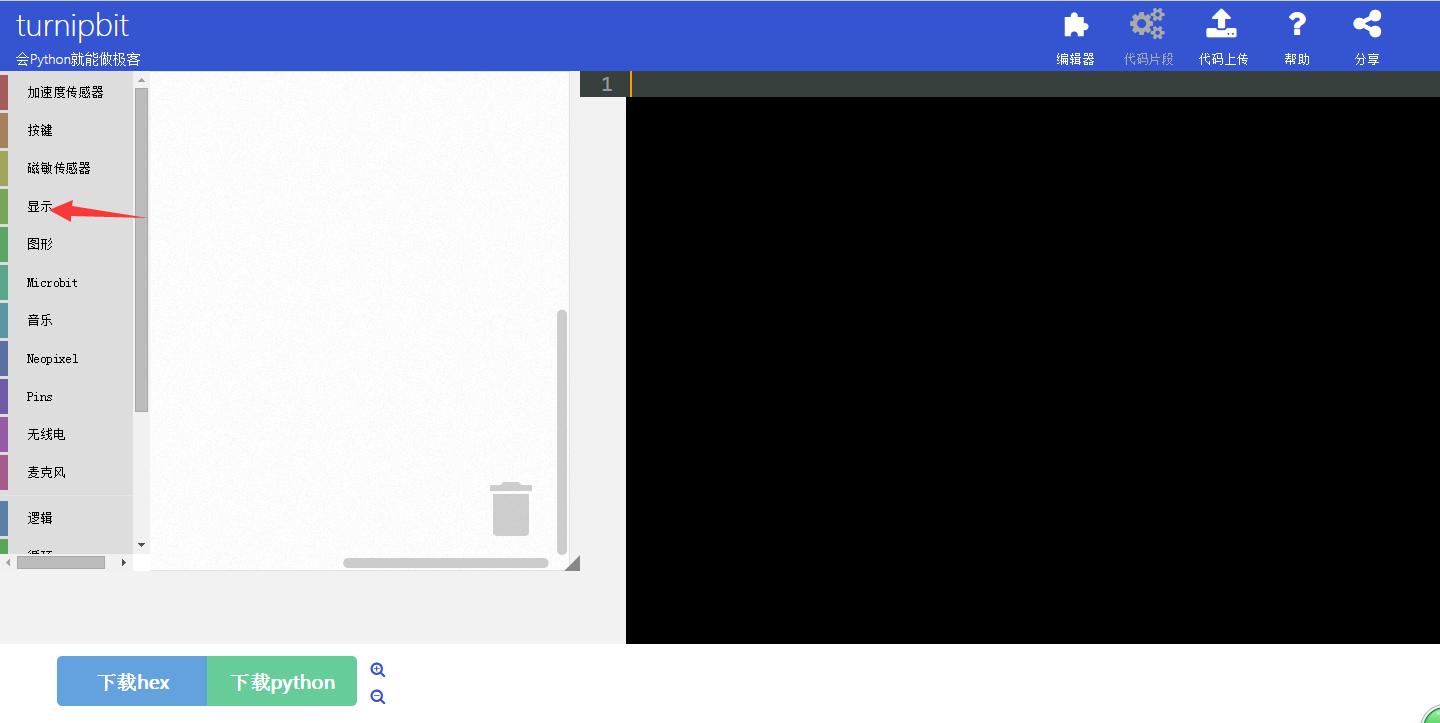 turnipbit
会Python就能做极客
编辑器
代码片段
代码上传
帮助
分享
加速度传感器
按键
磁敏传感器
显示
图形
Microbit
音乐
Neopixel
Pins
无线电
麦克风
逻辑
循环
1
下载hex
下载python